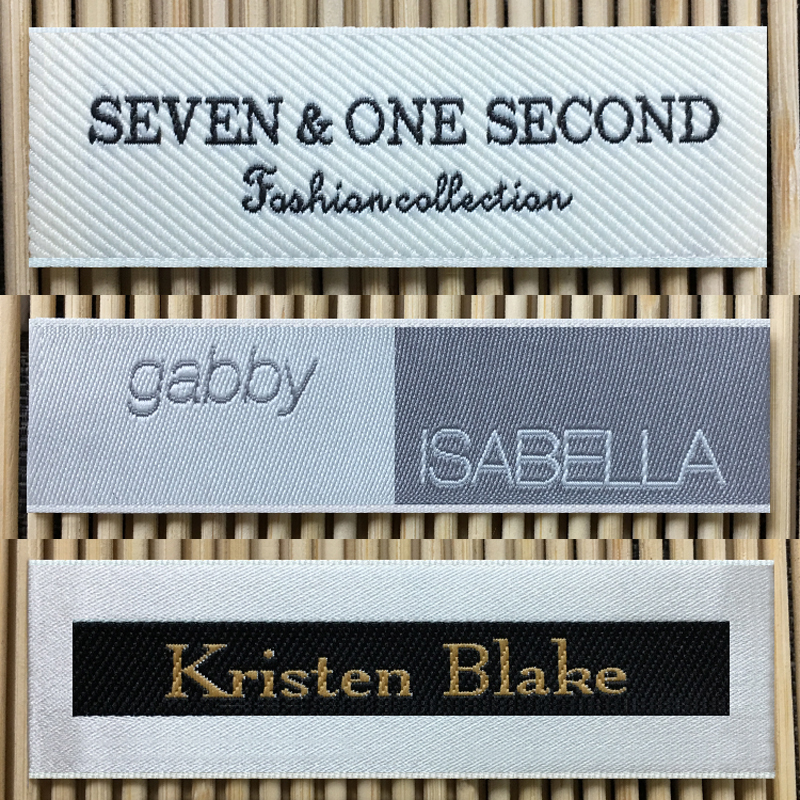 SEVEN & ONE SECOND
Fashion collection
gabby
ISABELLA
Kristen Blake